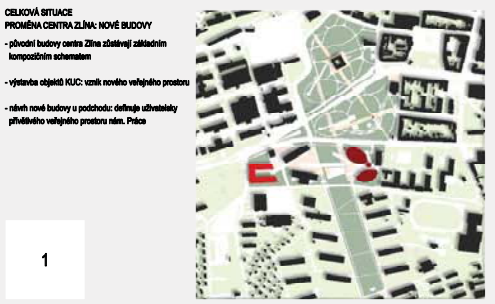 CELKOVÁ SITUACE
PROMĚNA CENTRA ZLÍNA: NOVÉ BUDOVY
- původní budovy centra Zlína zůstávají základním
kompozičním schematem
- výstavba objektů KUC: vznik nového veřejného prostoru
- návrh nové budovy u podchodu: definuje uživatelsky
přívětivého veřejného prostoru nám. Práce
1